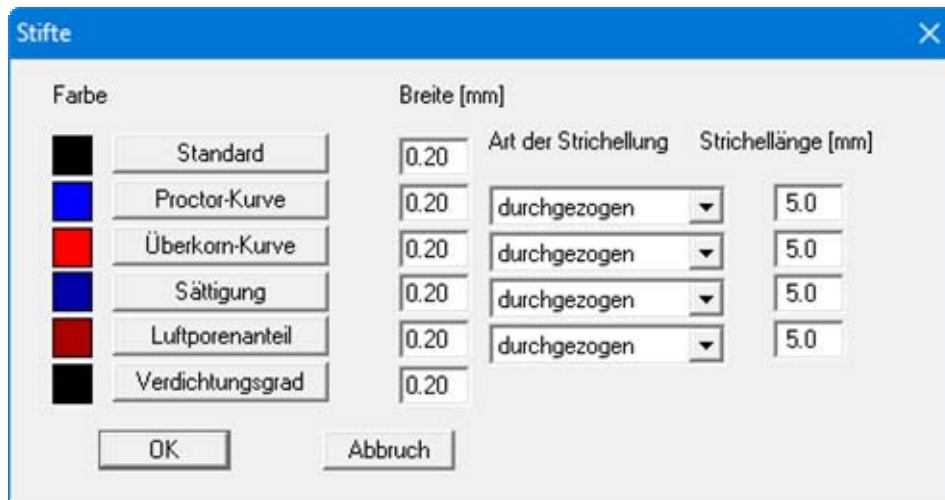 Stifte
Farbe Breite [mm]
Art der Strichellung Strichellänge [mm]
Standard 0.20
Proctor-Kurve 0.20 durchgezogen 5.0
Überkorn-Kurve 0.20 durchgezogen 5.0
Sättigung 0.20 durchgezogen 5.0
Luftporenanteil 0.20 durchgezogen 5.0
Verdichtungsgrad 0.20
OK Abbruch